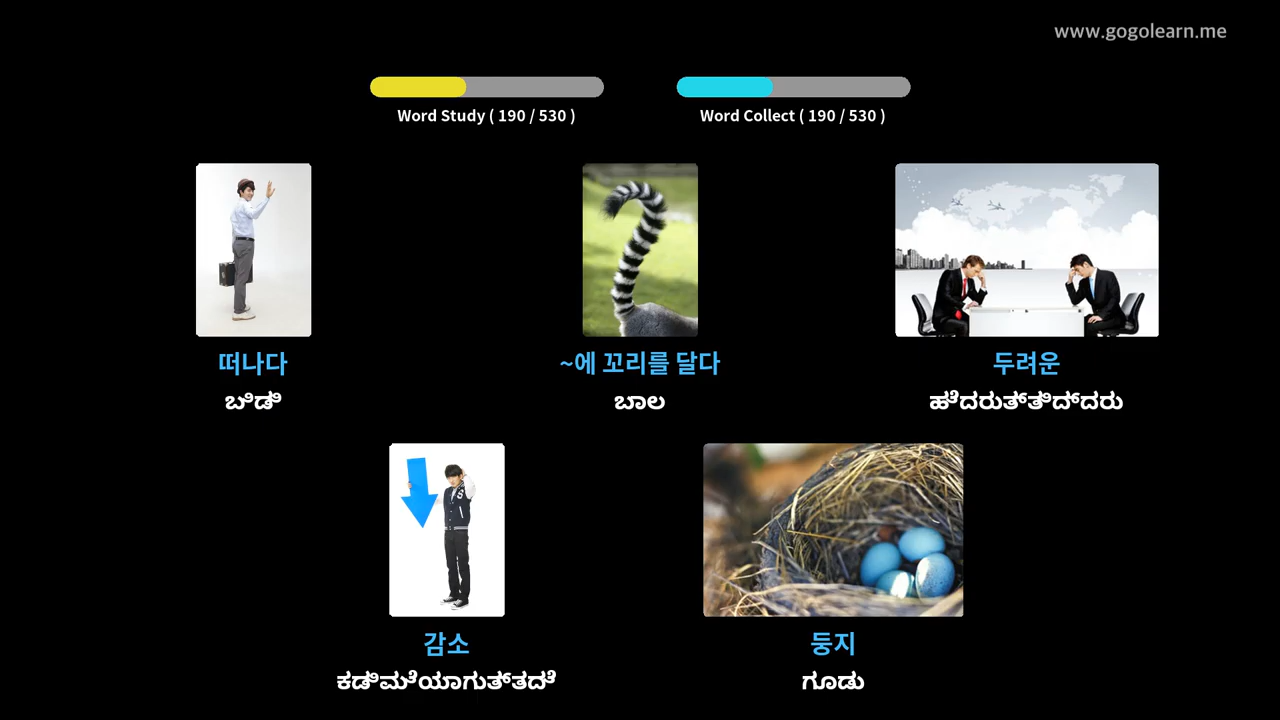 www.gogolearn.me
Word Study ( 190 / 530 )
Word Collect ( 190 / 530 )
떠나다
~에 꼬리를 달다
두려운
ಬಿಡಿ
ಬಾಲ
ಹೆದರುತ್ತಿದ್ದರು
감소
둥지
ಕಡಿಮೆಯಾಗುತ್ತದೆ
ಗೂಡು